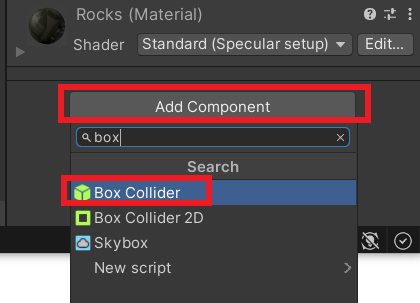 Rocks (Material)
Shader Standard (Specular setup) Edit...
Add Component
box
Search
Box Collider
Box Collider 2D
Skybox
New script